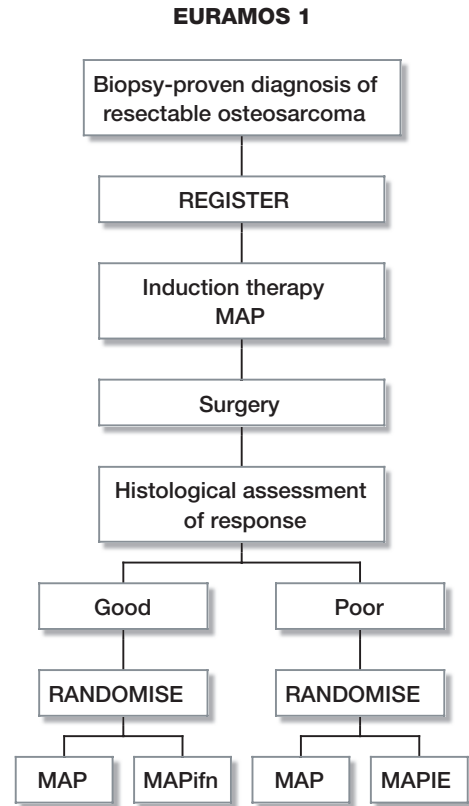 EURAMOS 1
Biopsy-proven diagnosis of
resectable osteosarcoma
REGISTER
Induction therapy
MAP
Surgery
Histological assessment
of response
Good
Poor
RANDOMISE
RANDOMISE
MAP
MAPifn
MAP
MAPIE